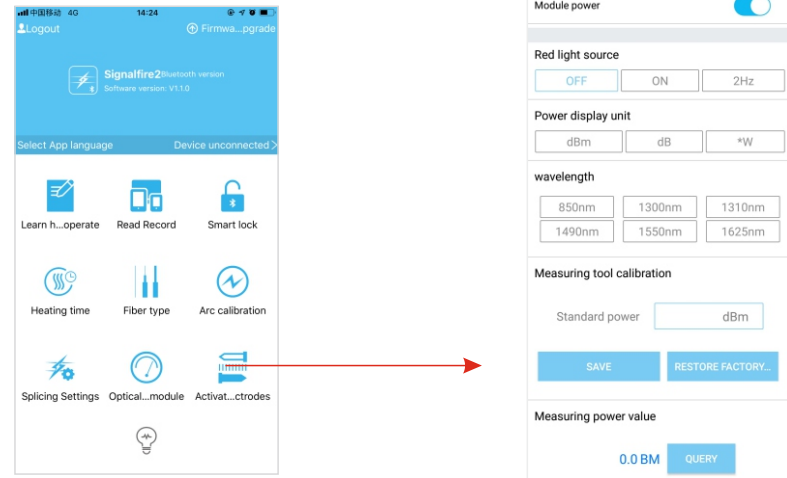 中国移动 4G 14:24
Logout Firmwa...pgrade
Signalfire2Bluetooth version
Software version: V1.1.0
Select App language Device unconnected >
Learn h...operate Read Record Smart lock
Heating time Fiber type Arc calibration
Splicing Settings Optical...module Activat...ctrodes
Module power
Red light source
OFF ON 2Hz
Power display unit
dBm dB *W
wavelength
850nm 1300nm 1310nm
1490nm 1550nm 1625nm
Measuring tool calibration
Standard power dBm
SAVE RESTORE FACTORY...
Measuring power value
0.0 BM QUERY